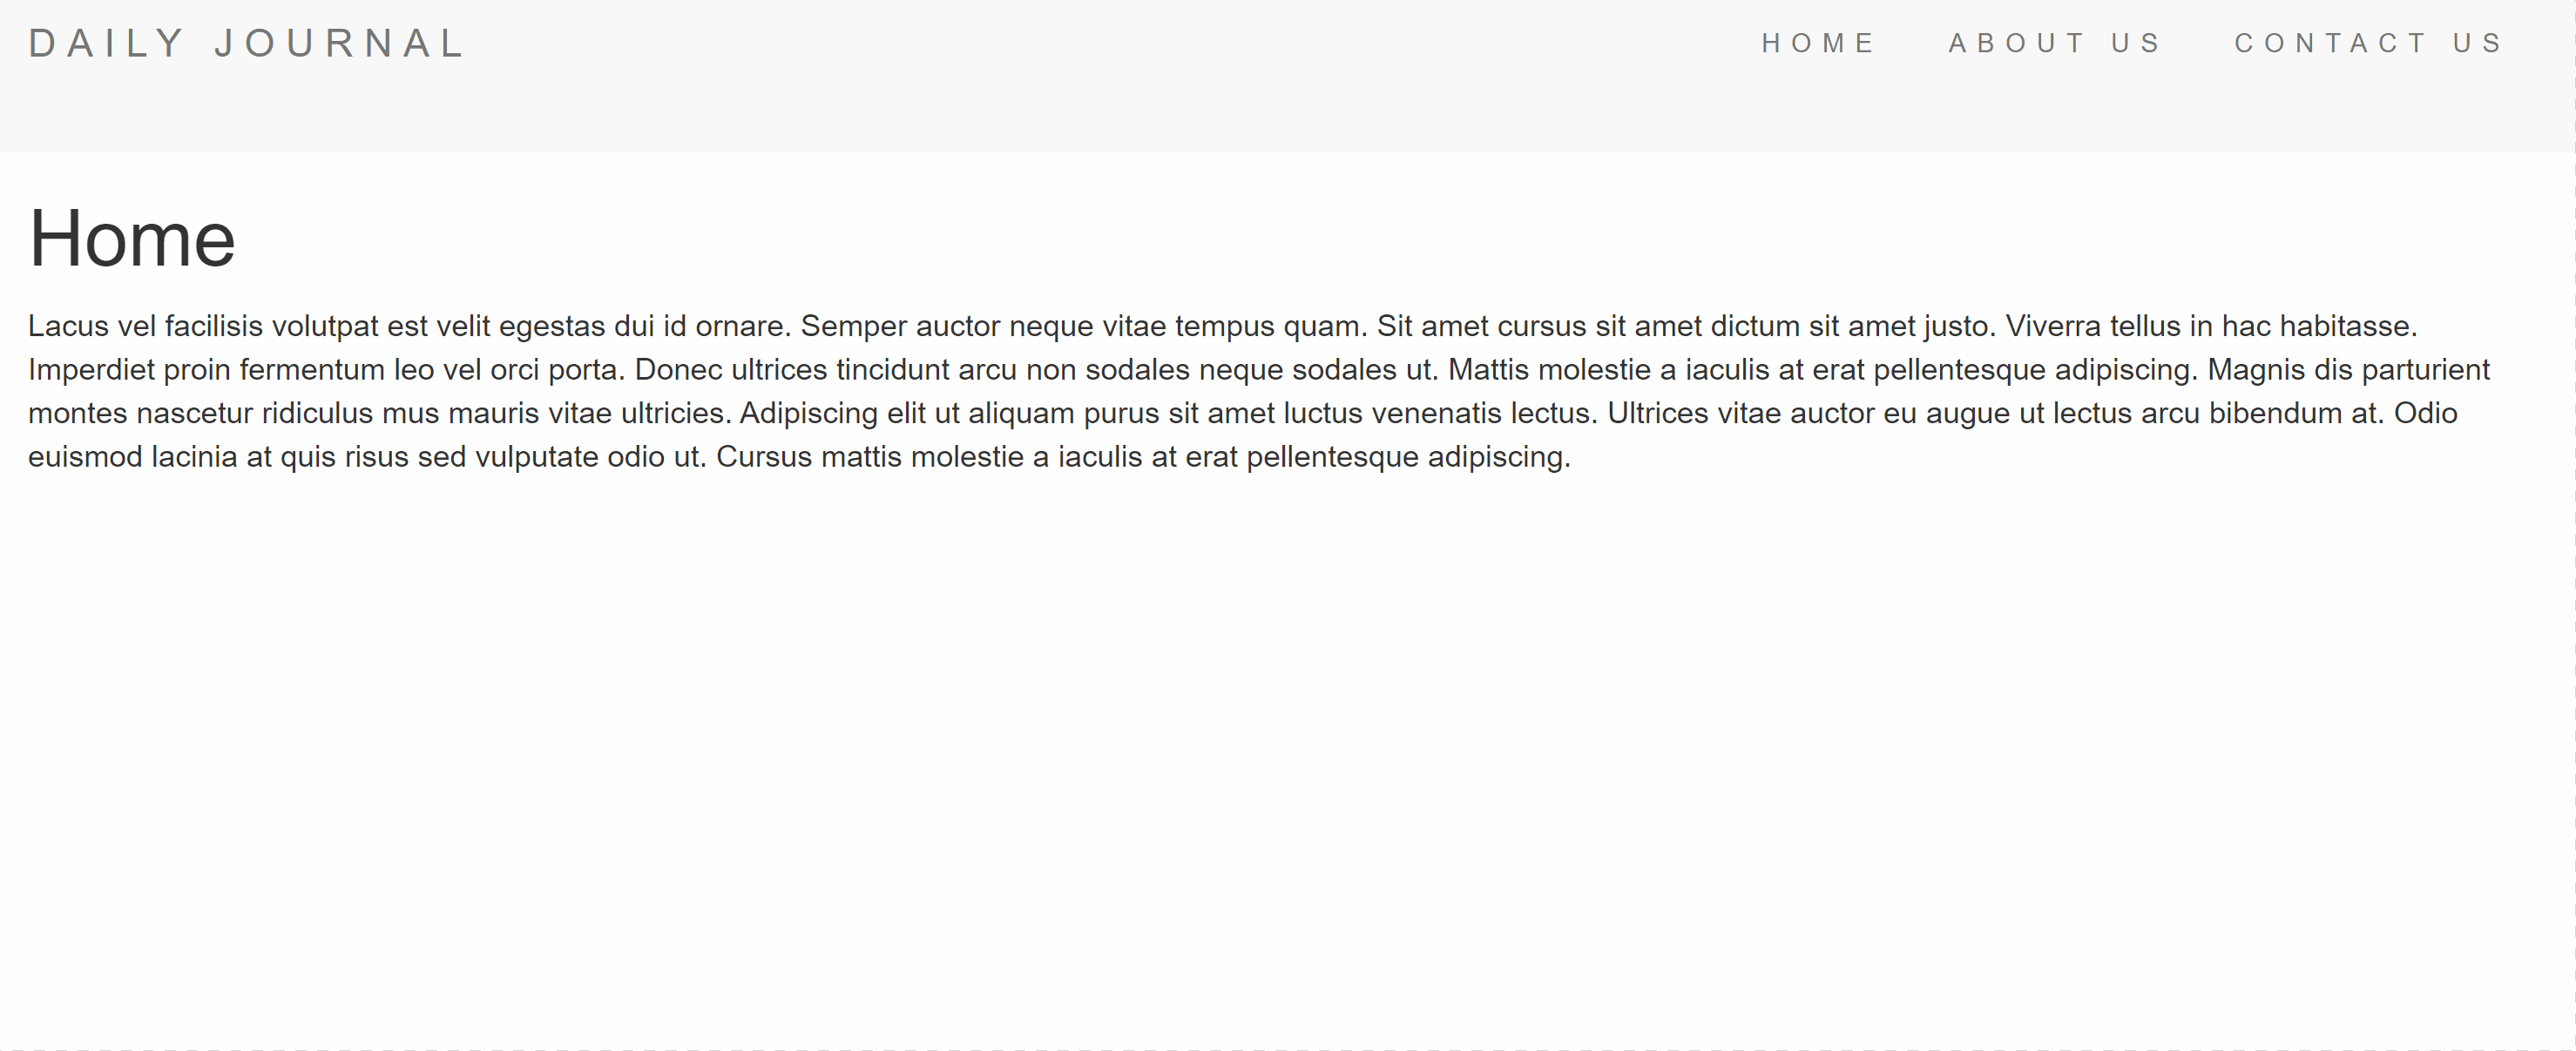 DAILY JOURNAL
HOME ABOUT US CONTACT US
Home
Lacus vel facilisis volutpat est velit egestas dui id ornare. Semper auctor neque vitae tempus quam. Sit amet cursus sit amet dictum sit amet justo. Viverra tellus in hac habitasse.
Imperdiet proin fermentum leo vel orci porta. Donec ultrices tincidunt arcu non sodales neque sodales ut. Mattis molestie a iaculis at erat pellentesque adipiscing. Magnis dis parturient
montes nascetur ridiculus mus mauris vitae ultricies. Adipiscing elit ut aliquam purus sit amet luctus venenatis lectus. Ultrices vitae auctor eu augue ut lectus arcu bibendum at. Odio
euismod lacinia at quis risus sed vulputate odio ut. Cursus mattis molestie a iaculis at erat pellentesque adipiscing.